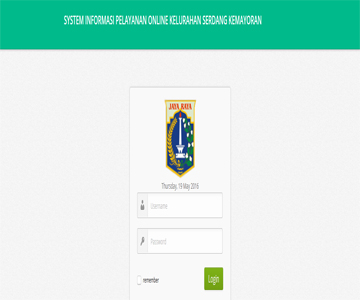 SYSTEM INFORMASI PELAYANAN ONLINE KELURAHAN SERDANG KEMAYORAN
JAYA RAYA
Thursday, 19 May 2016
Username
Password
remember
Login